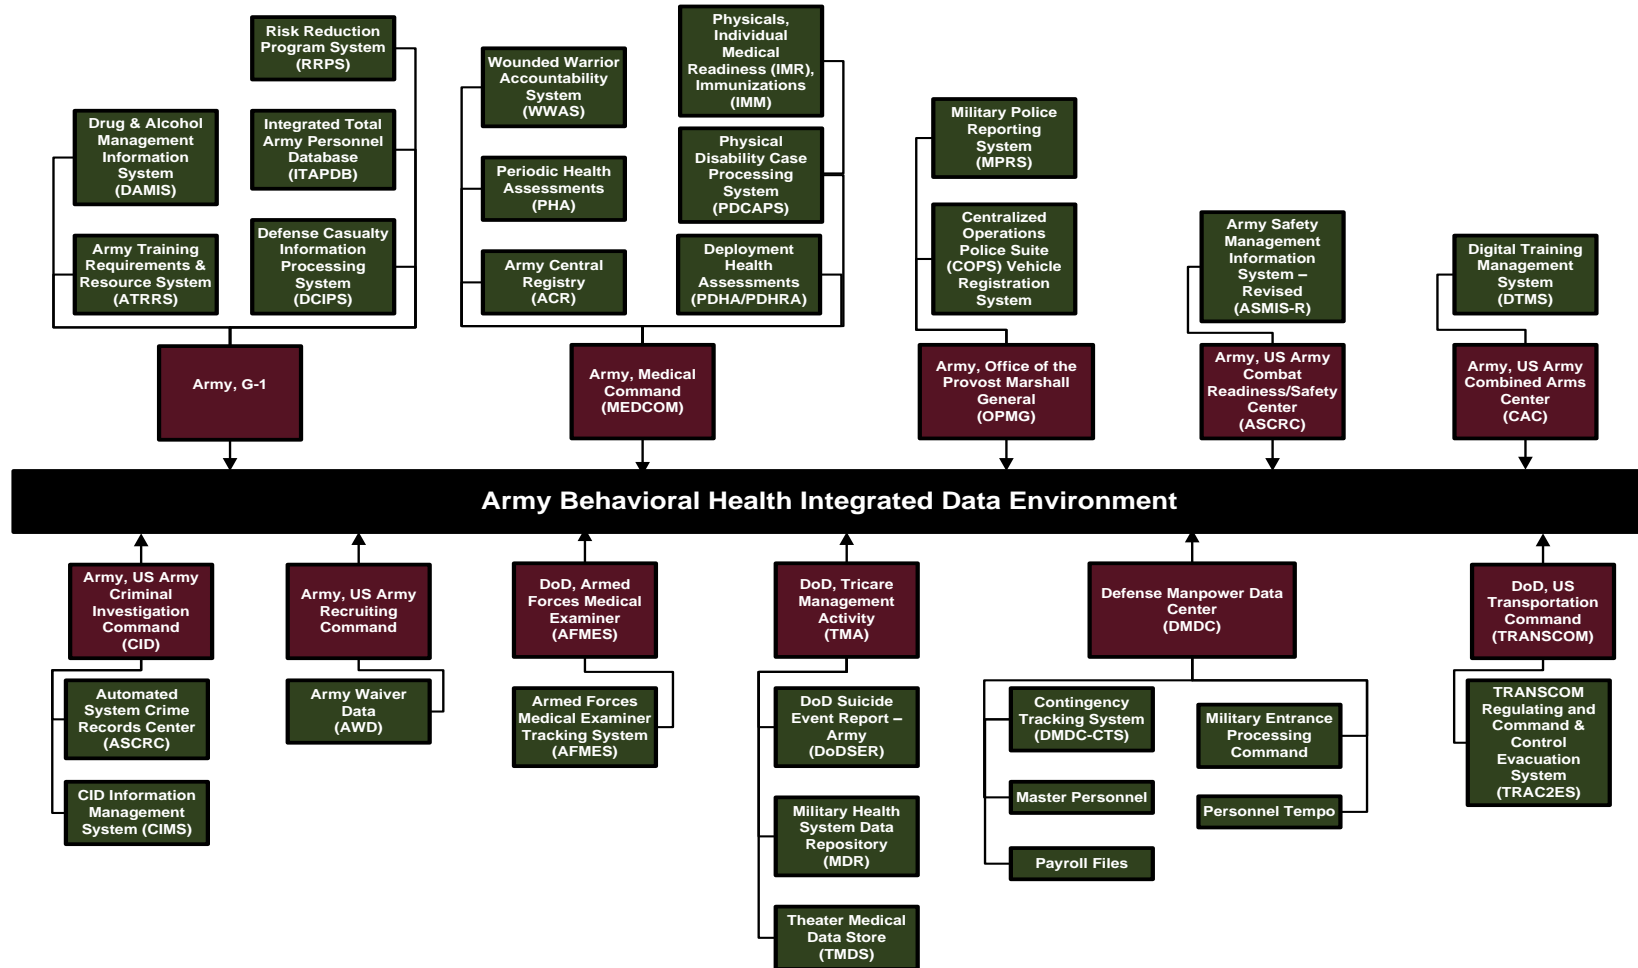 Risk Reduction
Program System
(RRPS)
Drug & Alcohol
Management
Information
System
(DAMIS)
Integrated Total
Army Personnel
Database
(ITAPDB)
Army Training
Requirements &
Resource System
(ATRRS)
Defense Casualty
Information
Processing
System
(DCIPS)
Army, G-1
Wounded Warrior
Accountability
System
(WWAS)
Physicals,
Individual
Medical
Readiness (IMR),
Immunizations
(IMM)
Periodic Health
Assessments
(PHA)
Physical
Disability Case
Processing
System
(PDCAPS)
Army Central
Registry
(ACR)
Deployment
Health
Assessments
(PDHA/PDHRA)
Army, Medical
Command
(MEDCOM)
Military Police
Reporting
System
(MPRS)
Centralized
Operations
Police Suite
(COPS) Vehicle
Registration
System
Army, Office of the
Provost Marshall
General
(OPMG)
Army Safety
Management
Information
System –
Revised
(ASMIS-R)
Army, US Army
Combat
Readiness/Safety
Center
(ASCRC)
Digital Training
Management
System
(DTMS)
Army, US Army
Combined Arms
Center
(CAC)
Army Behavioral Health Integrated Data Environment
Army, US Army
Criminal
Investigation
Command
(CID)
Automated
System Crime
Records Center
(ASCRC)
CID Information
Management
System (CIMS)
Army, US Army
Recruiting
Command
Army Waiver
Data
(AWD)
DoD, Armed
Forces Medical
Examiner
(AFMES)
Armed Forces
Medical Examiner
Tracking System
(AFMES)
DoD, Tricare
Management
Activity
(TMA)
DoD Suicide
Event Report –
Army
(DoDSER)
Military Health
System Data
Repository
(MDR)
Theater Medical
Data Store
(TMDS)
Defense Manpower Data
Center
(DMDC)
Contingency
Tracking System
(DMDC-CTS)
Military Entrance
Processing
Command
Master Personnel
Personnel Tempo
Payroll Files
DoD, US
Transportation
Command
(TRANSCOM)
TRANSCOM
Regulating and
Command &
Control
Evacuation
System
(TRAC2ES)